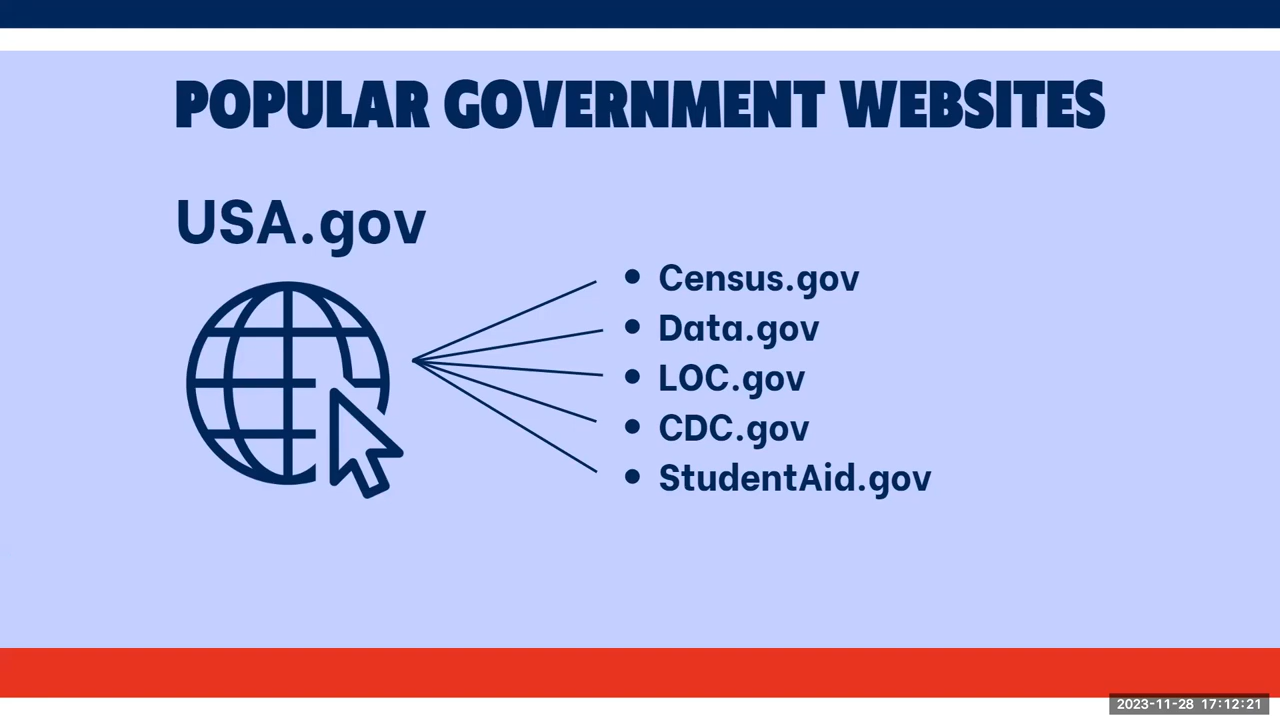 POPULAR GOVERNMENT WEBSITES
USA.gov
• Census.gov
• Data.gov
• LOC.gov
• CDC.gov
• StudentAid.gov
2023-11-28 17:12:21